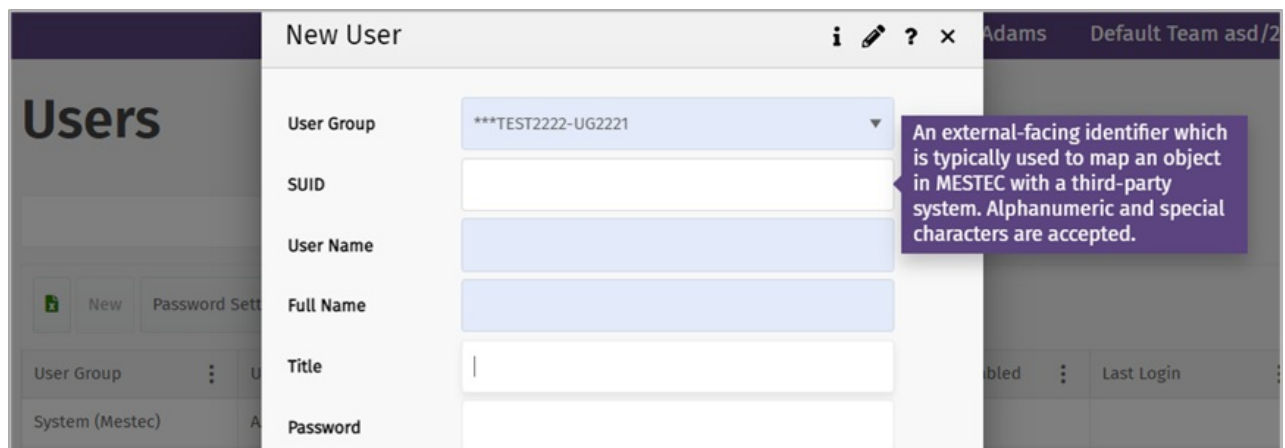 New User
Adams Default Team asd/2
Users
User Group ***TEST2222-UG2221
An external-facing identifier which
is typically used to map an object
in MESTEC with a third-party
system. Alphanumeric and special
characters are accepted.
SUID
User Name
Full Name
New Password Sett
Title
User Group U bled Last Login
System (Mestec) A
Password